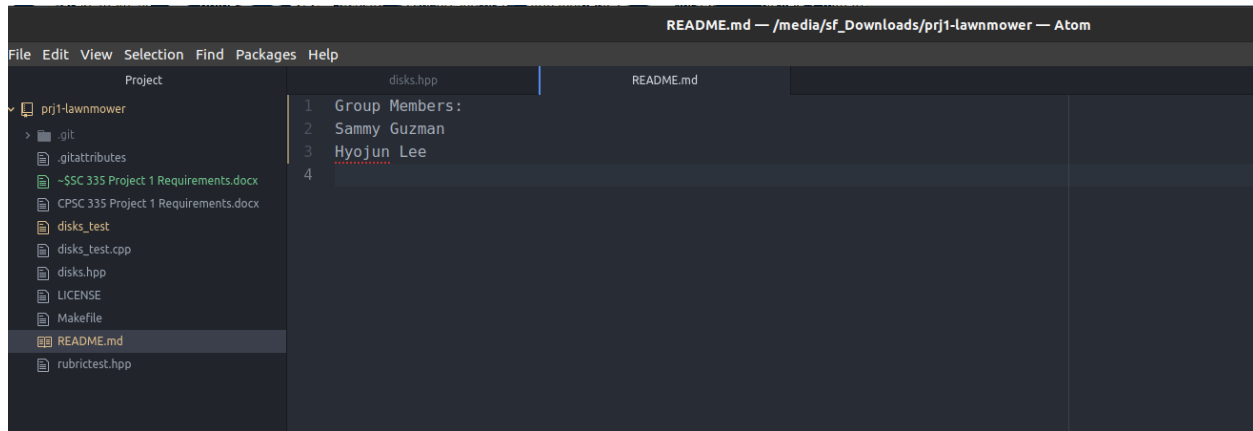 README.md — /media/sf_Downloads/prj1-lawnmower — Atom
File Edit View Selection Find Packages Help
Project
disks.hpp
README.md
prj1-lawnmower
.git
.gitattributes
~$SC 335 Project 1 Requirements.docx
CPSC 335 Project 1 Requirements.docx
disks_test
disks_test.cpp
disks.hpp
LICENSE
Makefile
README.md
rubrictest.hpp
1 Group Members:
2 Sammy Guzman
3 Hyojun Lee
4